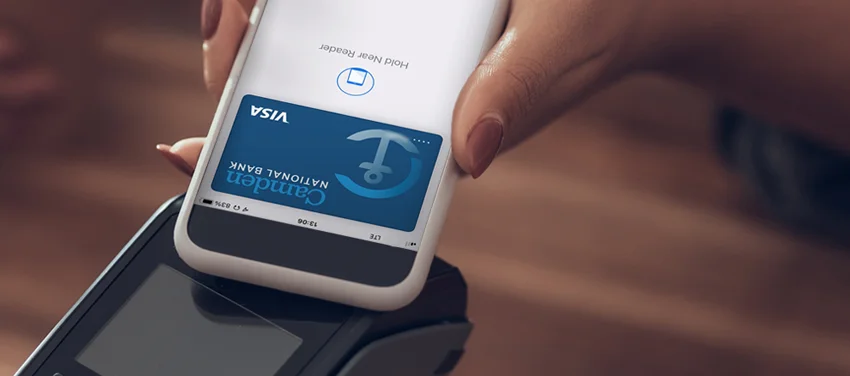 LTE
13:06
83%
Camden
NATIONAL BANK
VISA
Hold Near Reader